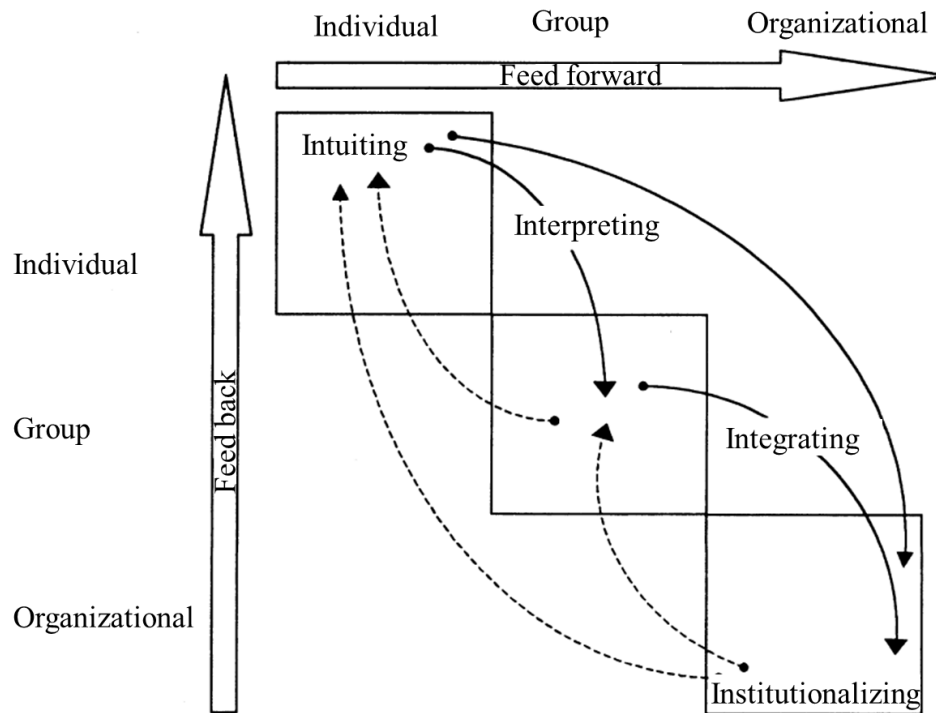 Individual
Group
Organizational
Feed forward
Intuiting
Interpreting
Individual
Group
Integrating
Feed back
Organizational
Institutionalizing